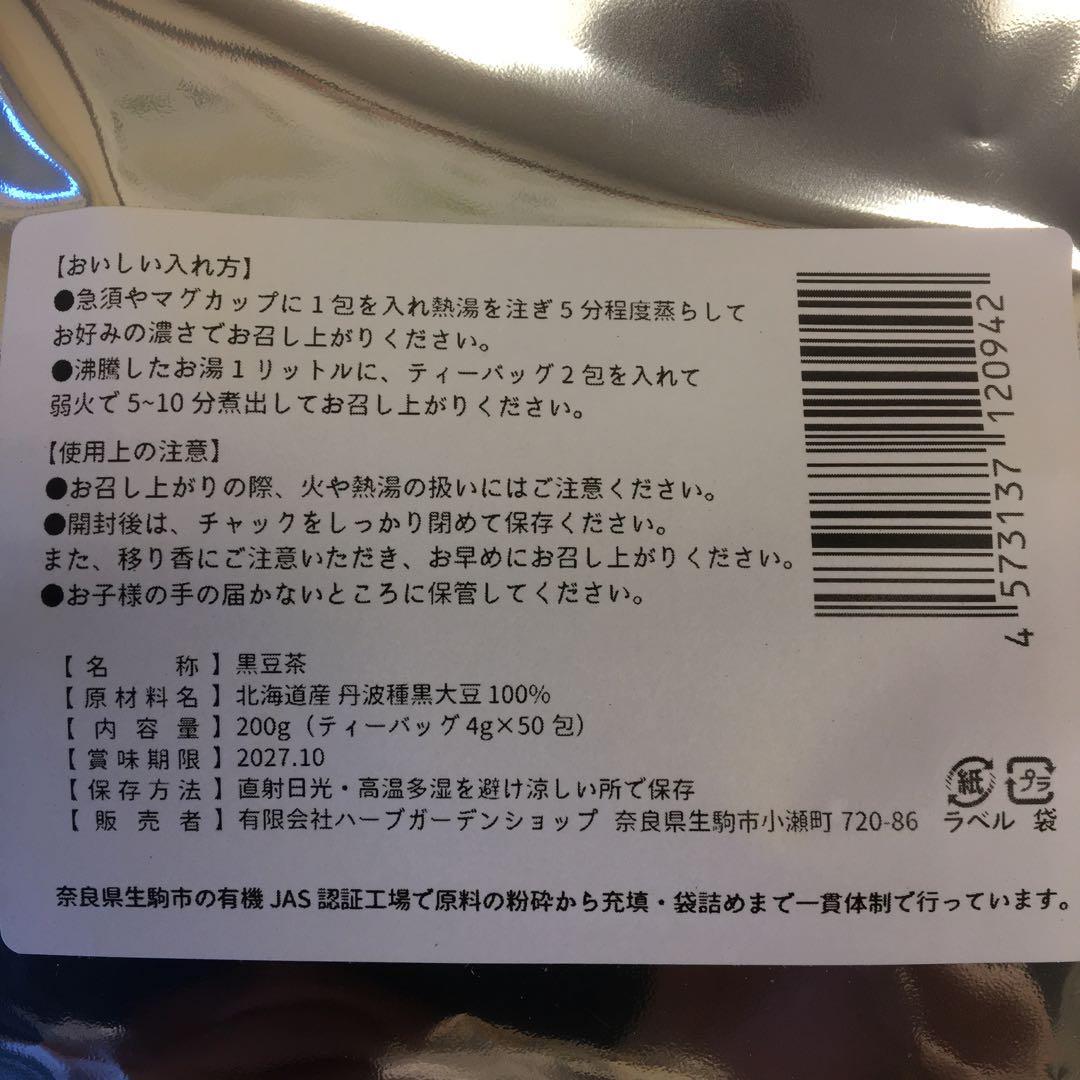 【おいしい入れ方】
●急須やマグカップに1包を入れ熱湯を注ぎ5分程度蒸らして
お好みの濃さでお召し上がりください。
●沸騰したお湯1リットルに、ティーバッグ2包を入れて
弱火で5~10分煮出してお召し上がりください。
【使用上の注意】
●お召し上がりの際、火や熱湯の扱いにはご注意ください。
●開封後は、チャックをしっかり閉めて保存ください。
また、移り香にご注意いただき、お早めにお召し上がりください。
●お子様の手の届かないところに保管してください。
4 573137 120942
【名称】黒豆茶
【原材料名】北海道産 丹波種黒大豆100%
【内容量】200g（ティーバッグ4g×50包）
【賞味期限】2027.10
【保存方法】直射日光・高温多湿を避け涼しい所で保存
【販売者】有限会社ハーブガーデンショップ 奈良県生駒市小瀬町720-86
紙 プラ
ラベル 袋
奈良県生駒市の有機JAS認証工場で原料の粉砕から充填・袋詰めまで一貫体制で行っています。